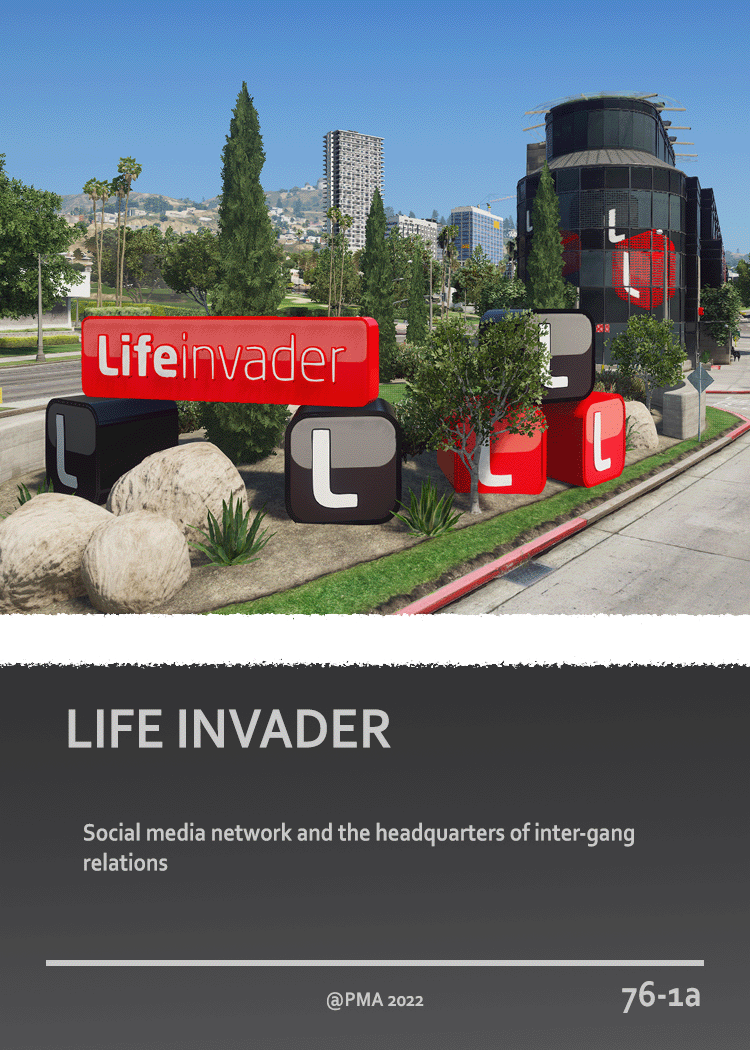 Lifeinvader
L
L
L
L
L
L
L
LIFE INVADER
Social media network and the headquarters of inter-gang
relations
@PMA 2022
76-1a